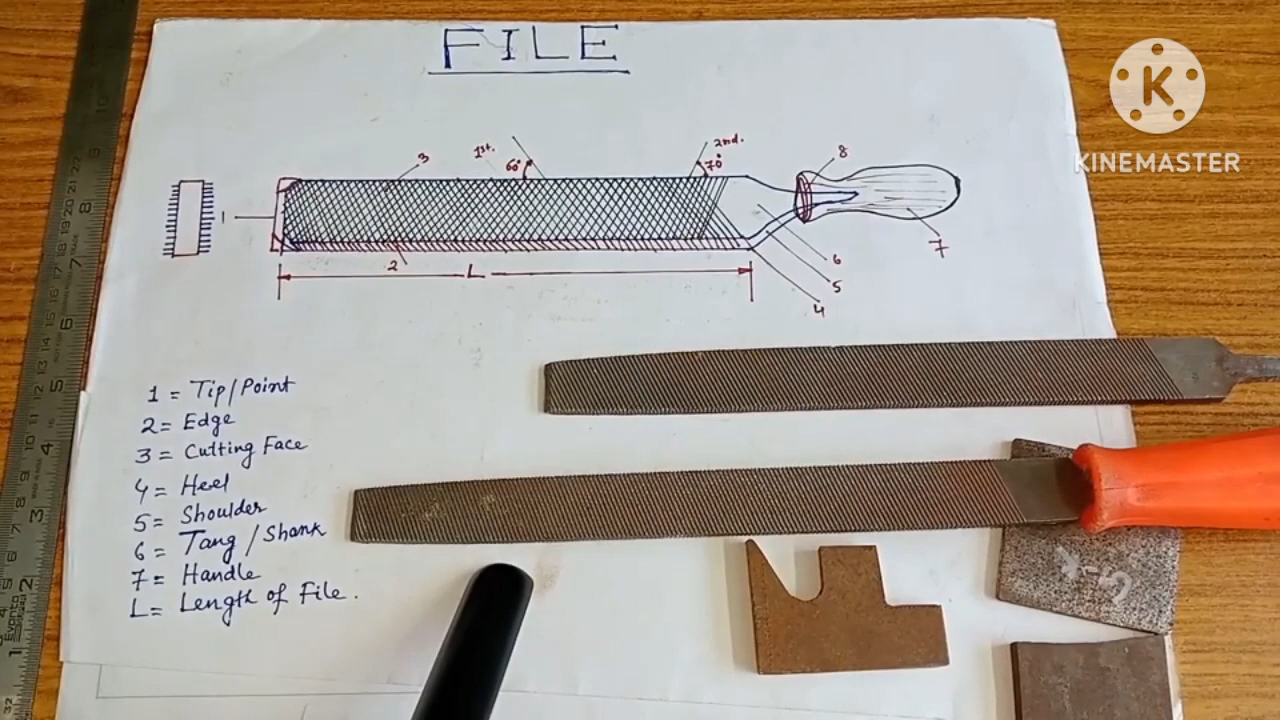 FILE
K
KINEMASTER
1st.
60°
2nd.
70°
3
8
1
2
L
7
6
5
4
1 = Tip/Point
2= Edge
3 = Cutting Face
4 = Heel
5= Shoulder
6 = Tang / Shank
7= Handle
L= Length of File.